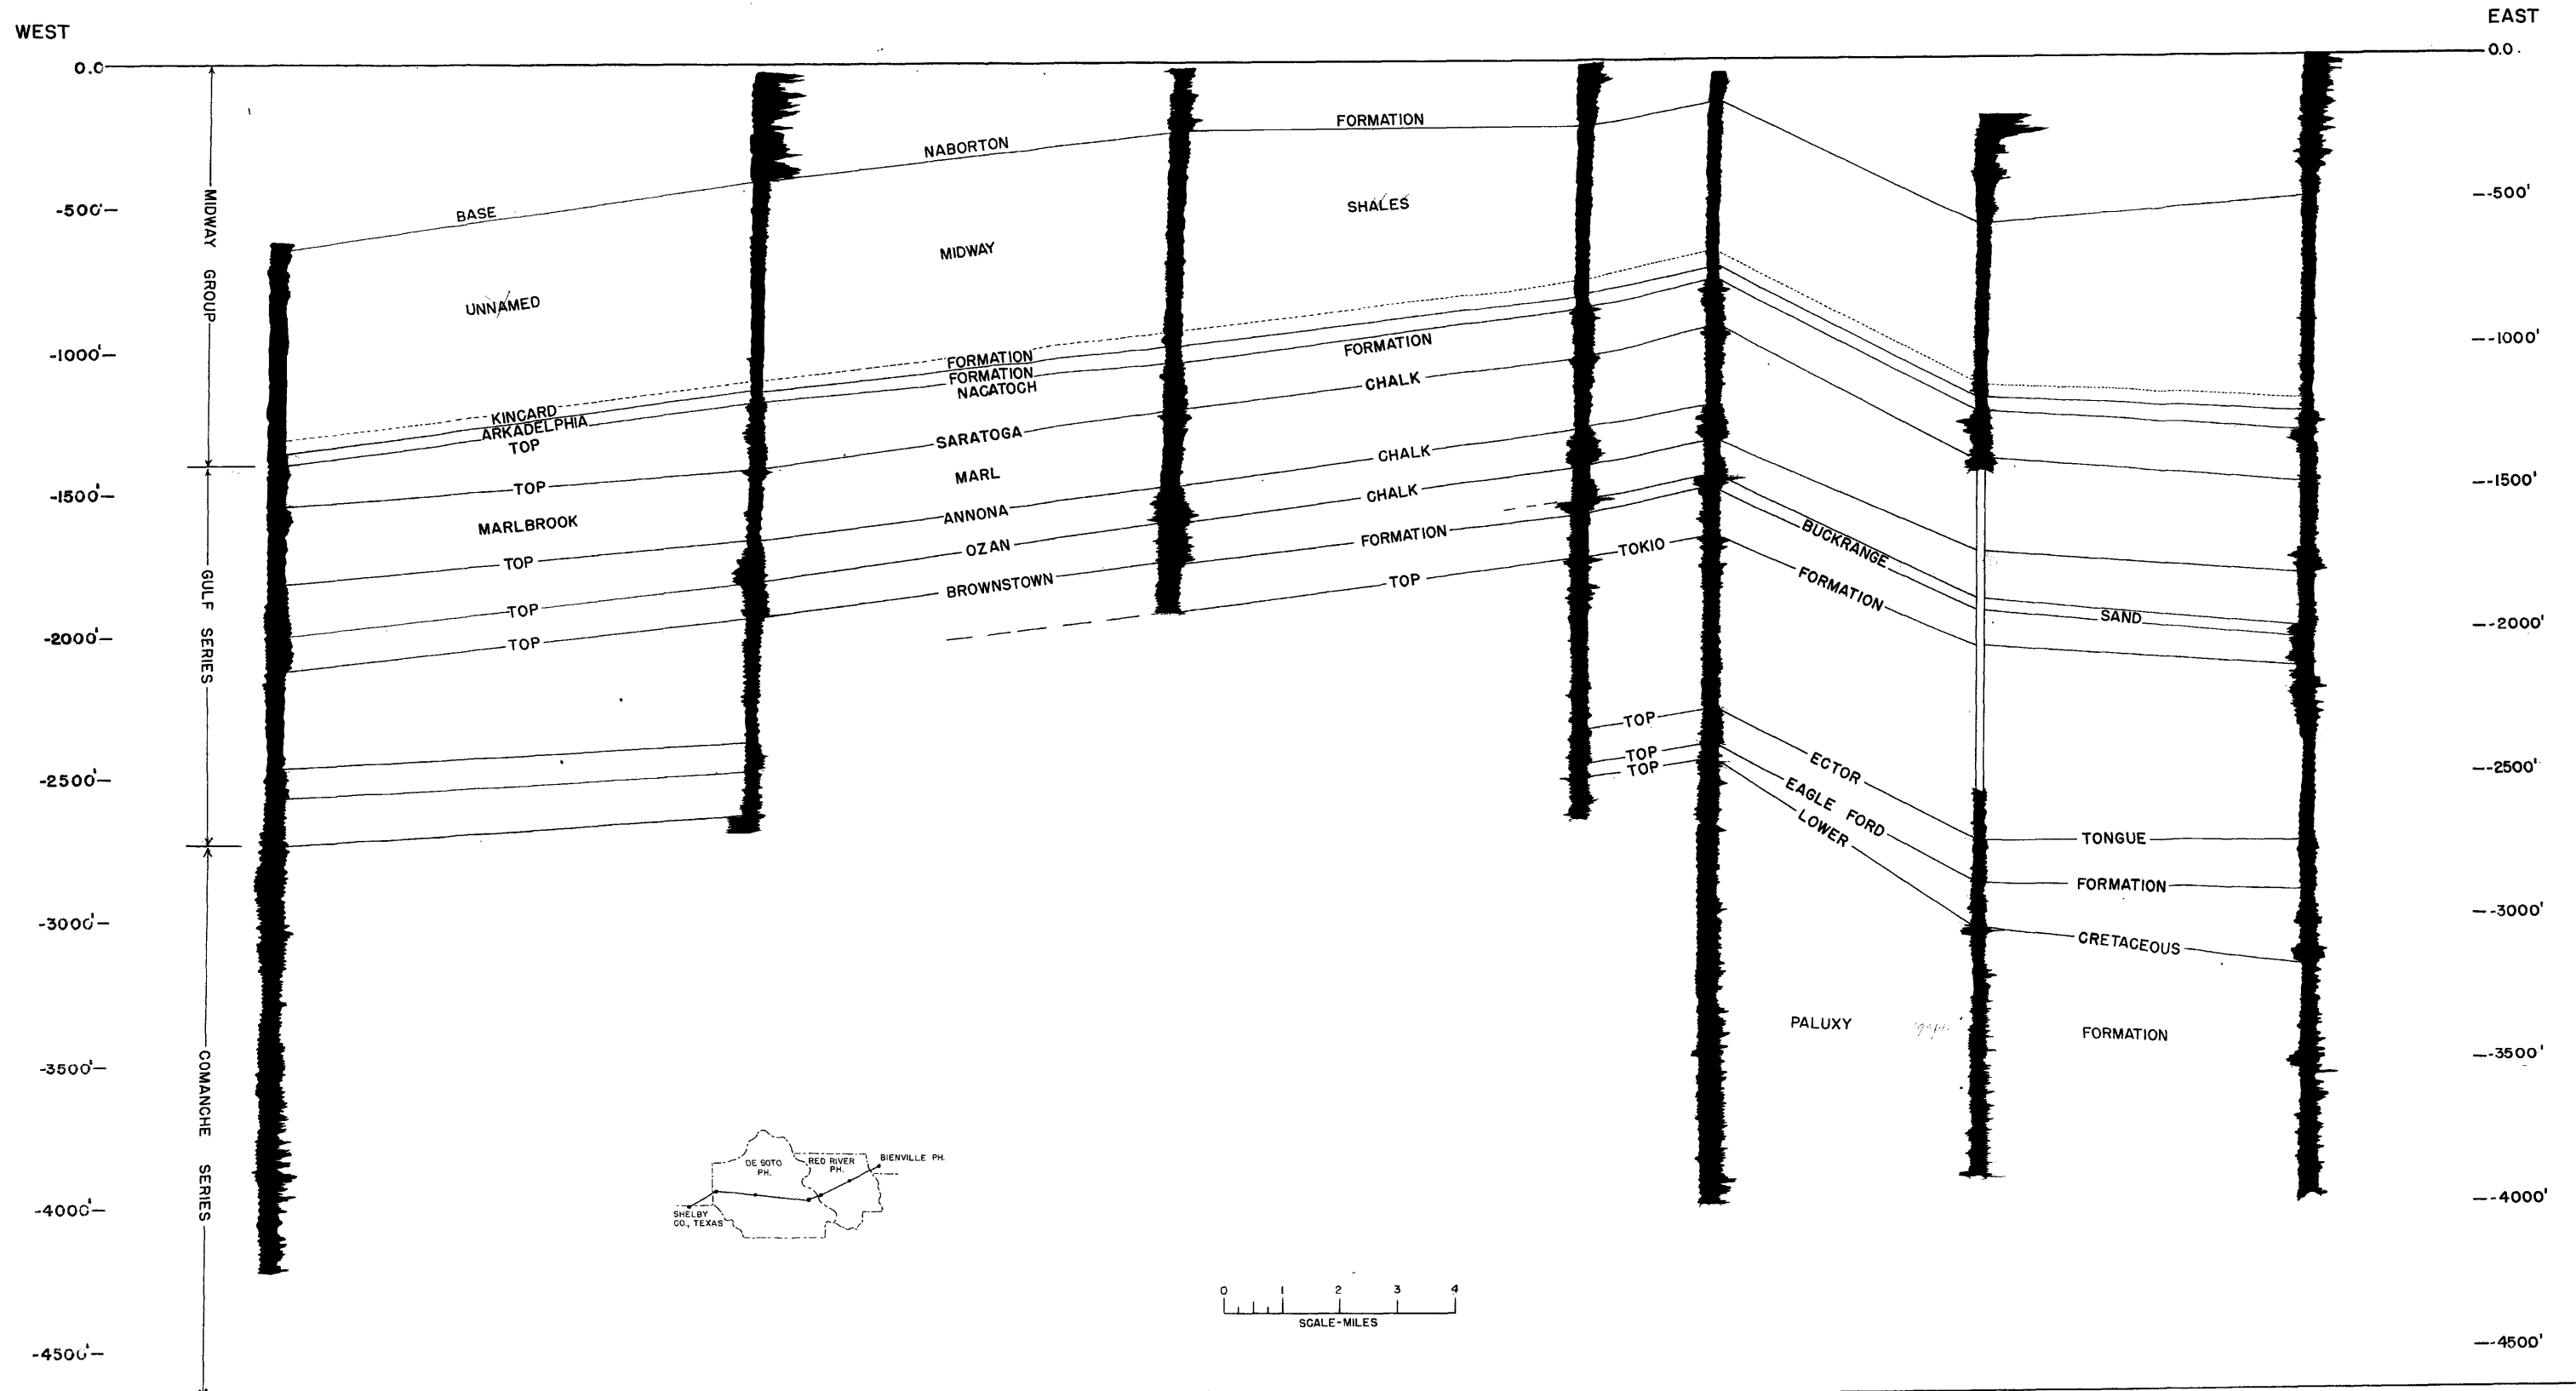 WEST
EAST
0.0
0.0.
-500'
-1000'
-1500'
-2000'
-2500'
-3000'
-3500'
-4000'
-4500'
--500'
--1000'
--1500'
--2000'
--2500'
--3000'
--3500'
--4000'
--4500'
MIDWAY GROUP
GULF SERIES
COMANCHE SERIES
BASE NABORTON FORMATION
UNNAMED MIDWAY SHALES
KINCARD FORMATION
ARKADELPHIA FORMATION
TOP NACATOCH FORMATION
TOP SARATOGA CHALK
MARLBROOK MARL
TOP ANNONA CHALK
TOP OZAN CHALK
BUCKRANGE SAND
TOP BROWNSTOWN FORMATION
TOP TOKIO FORMATION
TOP ECTOR TONGUE
TOP EAGLE FORD FORMATION
TOP LOWER CRETACEOUS
PALUXY FORMATION
DE SOTO
PH.
RED RIVER
PH.
BIENVILLE PH.
SHELBY
CO., TEXAS
0 1 2 3 4
SCALE-MILES